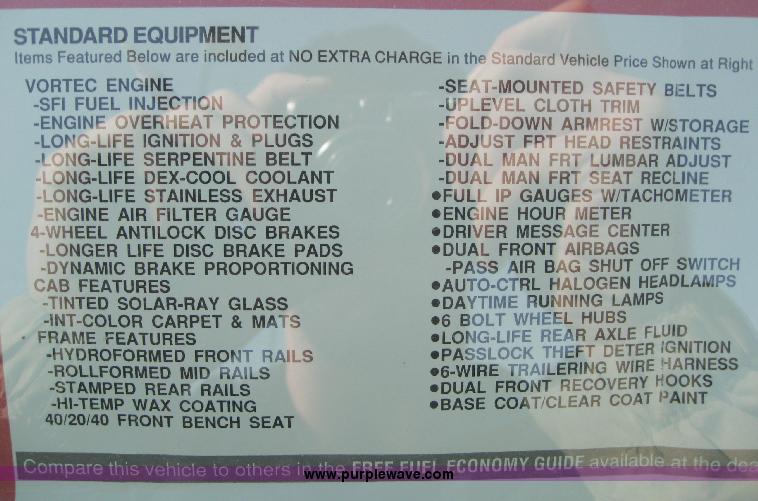 STANDARD EQUIPMENT
Items Featured Below are included at NO EXTRA CHARGE in the Standard Vehicle Price Shown at Right
VORTEC ENGINE
-SFI FUEL INJECTION
-ENGINE OVERHEAT PROTECTION
-LONG-LIFE IGNITION & PLUGS
-LONG-LIFE SERPENTINE BELT
-LONG-LIFE DEX-COOL COOLANT
-LONG-LIFE STAINLESS EXHAUST
-ENGINE AIR FILTER GAUGE
4-WHEEL ANTILOCK DISC BRAKES
-LONGER LIFE DISC BRAKE PADS
-DYNAMIC BRAKE PROPORTIONING
CAB FEATURES
-TINTED SOLAR-RAY GLASS
-INT-COLOR CARPET & MATS
FRAME FEATURES
-HYDROFORMED FRONT RAILS
-ROLLFORMED MID RAILS
-STAMPED REAR RAILS
-HI-TEMP WAX COATING
40/20/40 FRONT BENCH SEAT
-SEAT-MOUNTED SAFETY BELTS
-UPLEVEL CLOTH TRIM
-FOLD-DOWN ARMREST W/STORAGE
-ADJUST FRT HEAD RESTRAINTS
-DUAL MAN FRT LUMBAR ADJUST
-DUAL MAN FRT SEAT RECLINE
●FULL IP GAUGES W/TACHOMETER
●ENGINE HOUR METER
●DRIVER MESSAGE CENTER
●DUAL FRONT AIRBAGS
-PASS AIR BAG SHUT OFF SWITCH
●AUTO-CTRL HALOGEN HEADLAMPS
●DAYTIME RUNNING LAMPS
●6 BOLT WHEEL HUBS
●LONG-LIFE REAR AXLE FLUID
●PASSLOCK THEFT DETER IGNITION
●6-WIRE TRAILERING WIRE HARNESS
●DUAL FRONT RECOVERY HOOKS
●BASE COAT/CLEAR COAT PAINT
Compare this vehicle to others in the FREE FUEL ECONOMY GUIDE available at the dea
www.purplewave.com